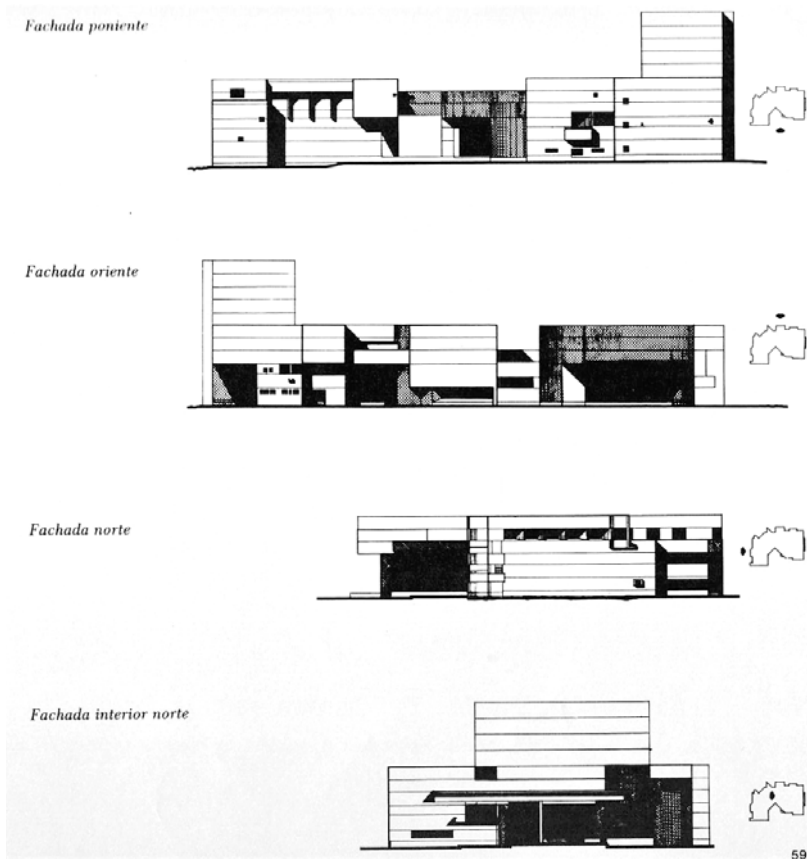 Fachada poniente
Fachada oriente
Fachada norte
Fachada interior norte
59